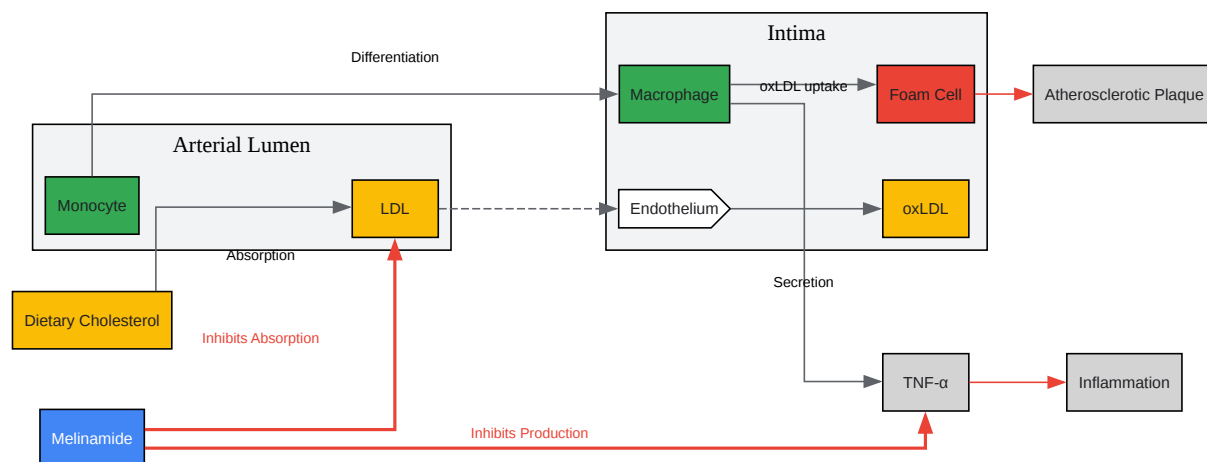 Intima
Differentiation
Macrophage
oxLDL uptake
Foam Cell
Atherosclerotic Plaque
Arterial Lumen
Monocyte
LDL
Endothelium
oxLDL
Absorption
Secretion
Dietary Cholesterol
Inhibits Absorption
TNF-α
Inflammation
Melinamide
Inhibits Production